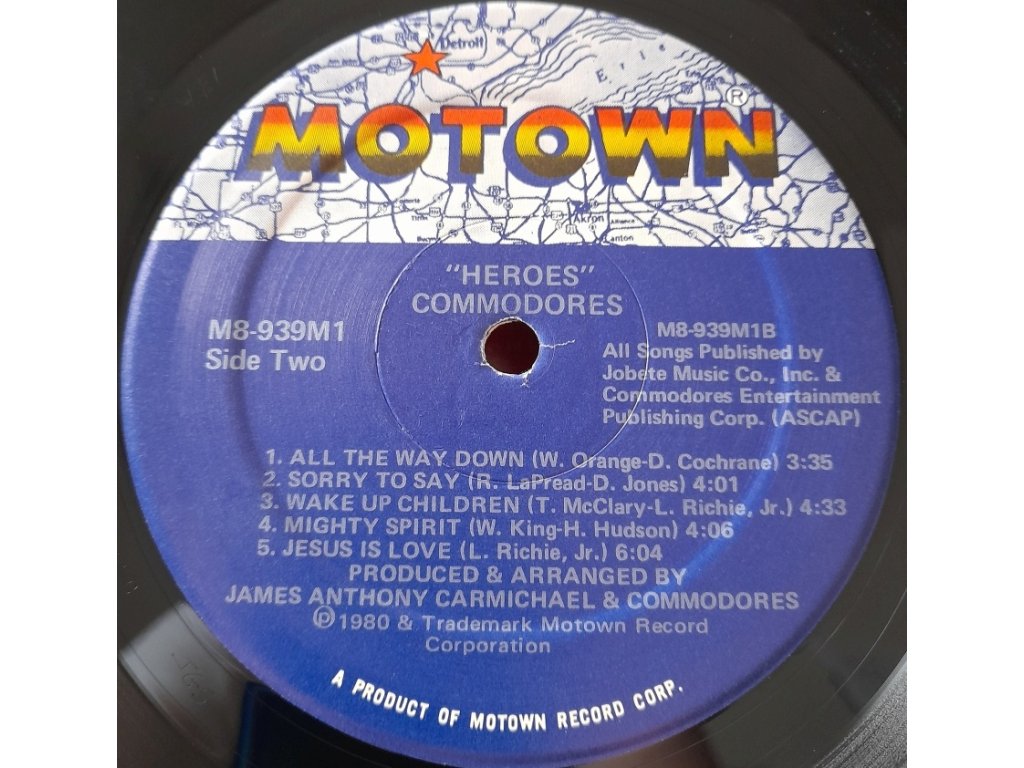 Detroit
Erie
MOTOWN®
Akron
anton
"HEROES"
COMMODORES
M8-939M1
Side Two
M8-939M1B
All Songs Published by
Jobete Music Co., Inc. &
Commodores Entertainment
Publishing Corp. (ASCAP)
1. ALL THE WAY DOWN (W. Orange-D. Cochrane) 3:35
2. SORRY TO SAY (R. LaPread-D. Jones) 4:01
3. WAKE UP CHILDREN (T. McClary-L. Richie, Jr.) 4:33
4. MIGHTY SPIRIT (W. King-H. Hudson) 4:06
5. JESUS IS LOVE (L. Richie, Jr.) 6:04
PRODUCED & ARRANGED BY
JAMES ANTHONY CARMICHAEL & COMMODORES
℗ 1980 & Trademark Motown Record
Corporation
A PRODUCT OF MOTOWN RECORD CORP.